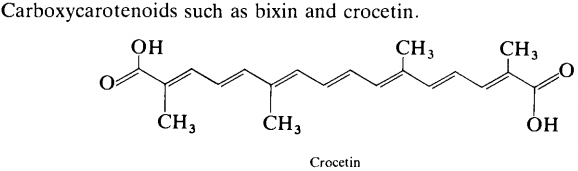 Carboxycarotenoids such as bixin and crocetin.
OH
CH3
CH3
O
O
CH3
CH3
OH
Crocetin